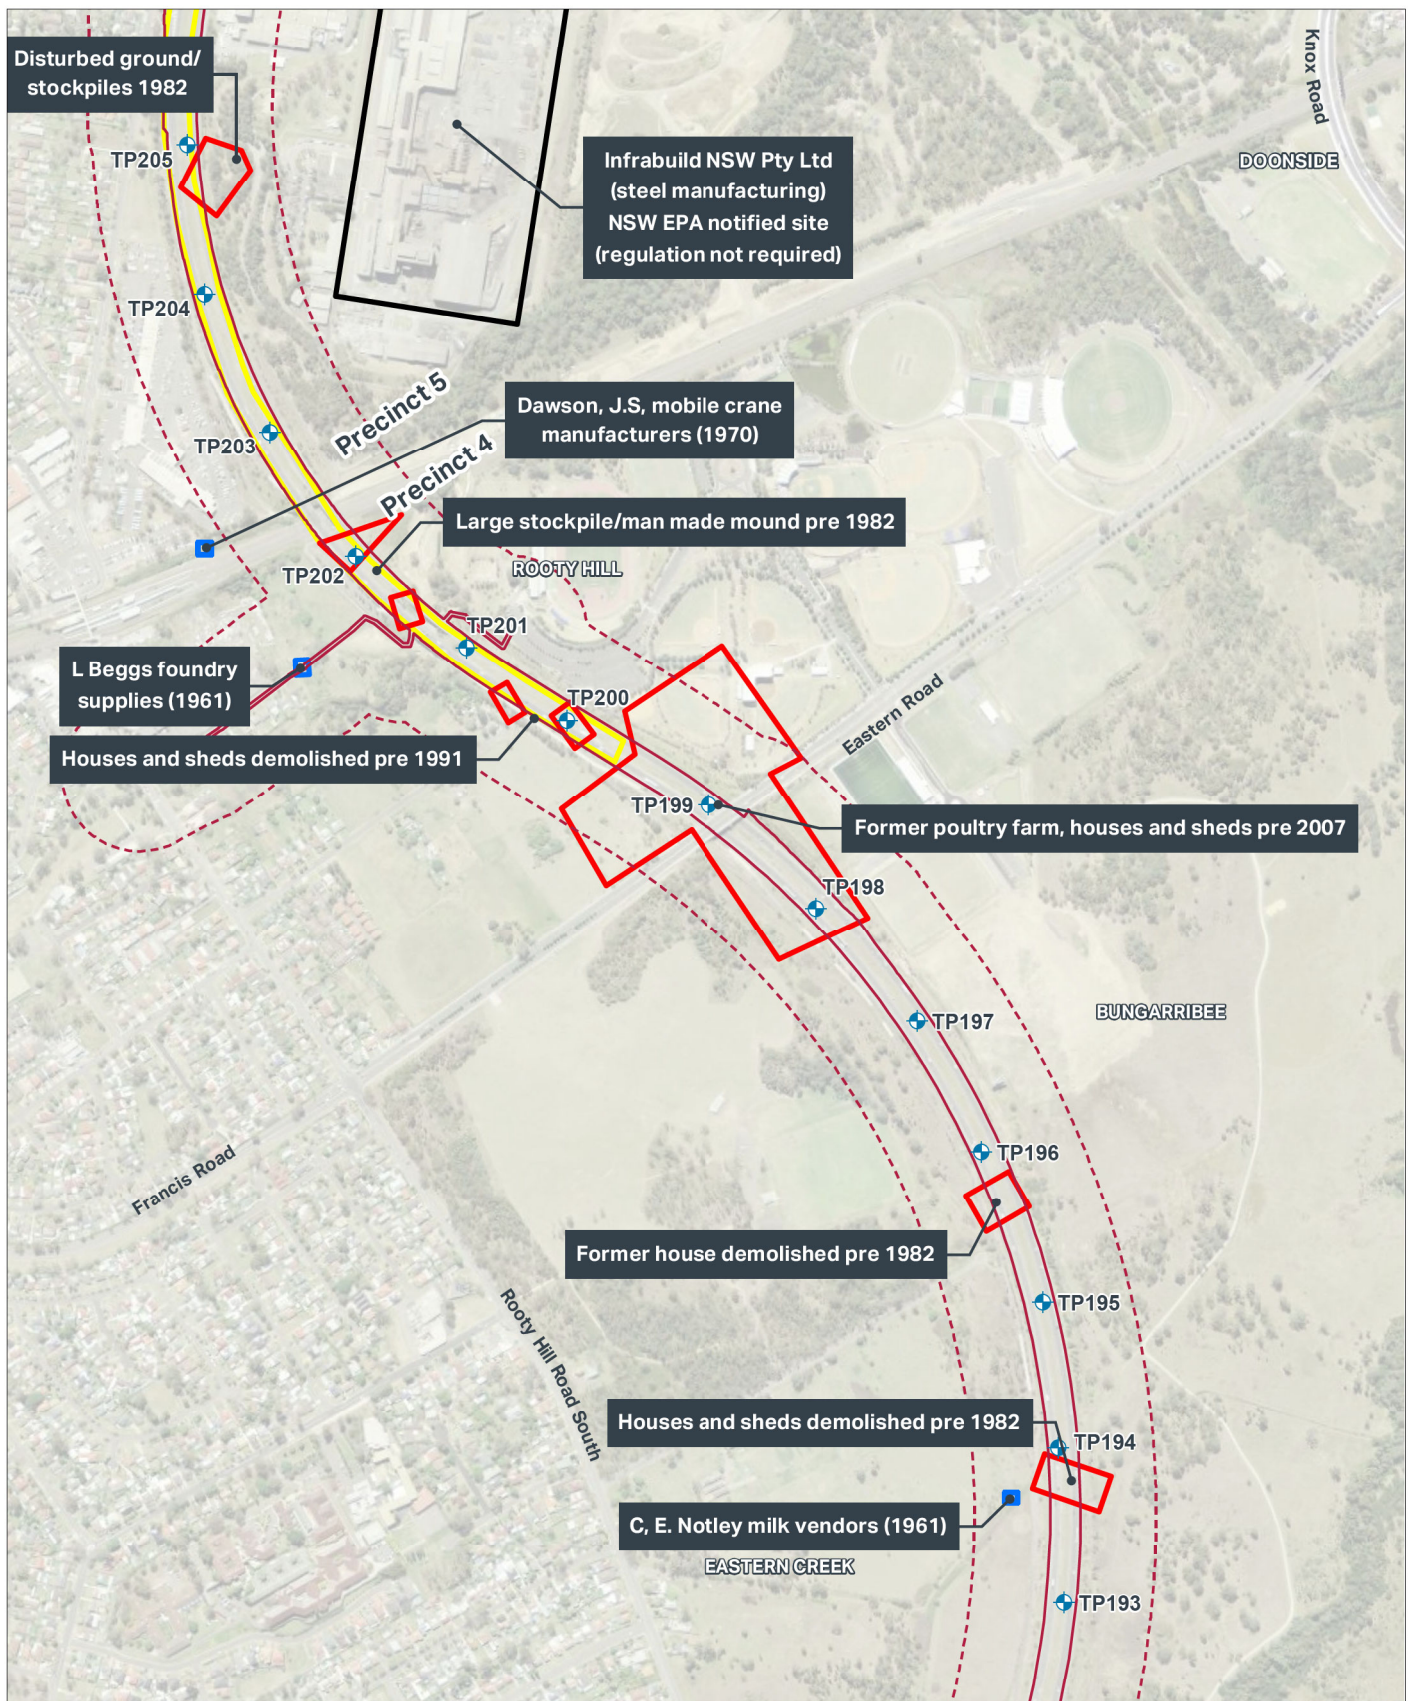 Disturbed ground/
stockpiles 1982
Knox Road
TP205
Infrabuild NSW Pty Ltd
(steel manufacturing)
NSW EPA notified site
(regulation not required)
DOONSIDE
TP204
Precinct 5
Dawson, J.S, mobile crane
manufacturers (1970)
TP203
Precinct 4
Large stockpile/man made mound pre 1982
TP202
ROOTY HILL
TP201
L Beggs foundry
supplies (1961)
TP200
Eastern Road
Houses and sheds demolished pre 1991
TP199
Former poultry farm, houses and sheds pre 2007
TP198
BUNGARRIBEE
TP197
TP196
Francis Road
Former house demolished pre 1982
TP195
Rooty Hill Road South
Houses and sheds demolished pre 1982
TP194
C, E. Notley milk vendors (1961)
EASTERN CREEK
TP193